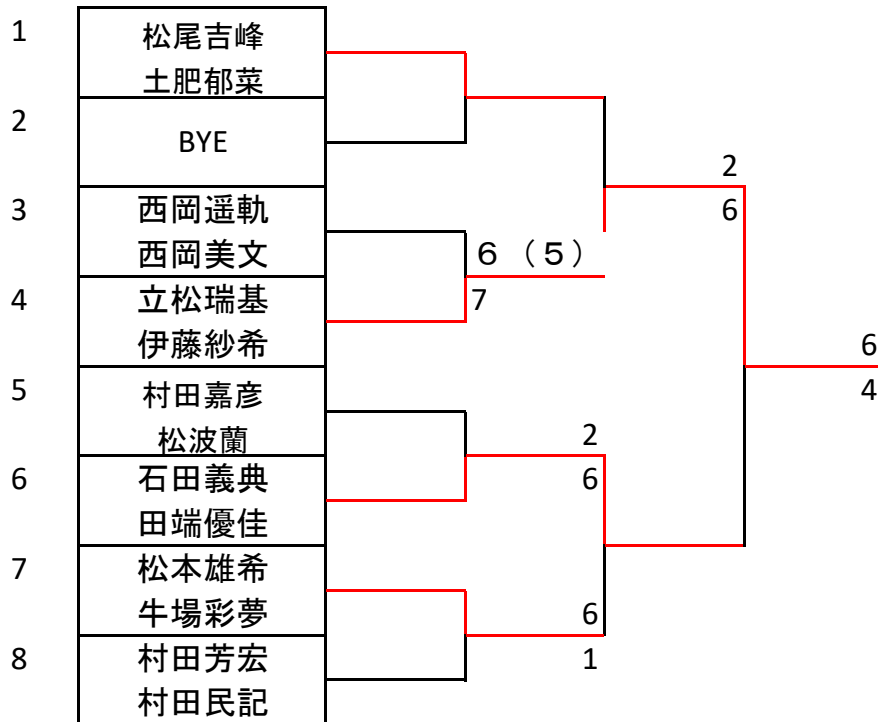 1
松尾吉峰
土肥郁菜
2
BYE
2
3
西岡遥軌
6
西岡美文
6（5）
4
立松瑞基
7
伊藤紗希
6
5
村田嘉彦
4
松波蘭
2
6
石田義典
6
田端優佳
7
松本雄希
牛場彩夢
6
8
村田芳宏
1
村田民記